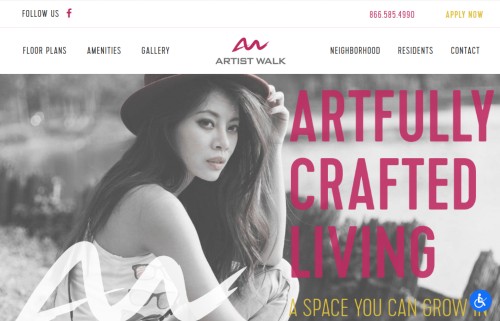 FOLLOW US
866.585.4990
APPLY NOW
FLOOR PLANS
AMENITIES
GALLERY
ARTIST WALK
NEIGHBORHOOD
RESIDENTS
CONTACT
ARTFULLY
CRAFTED
LIVING
A SPACE YOU CAN GROW IN